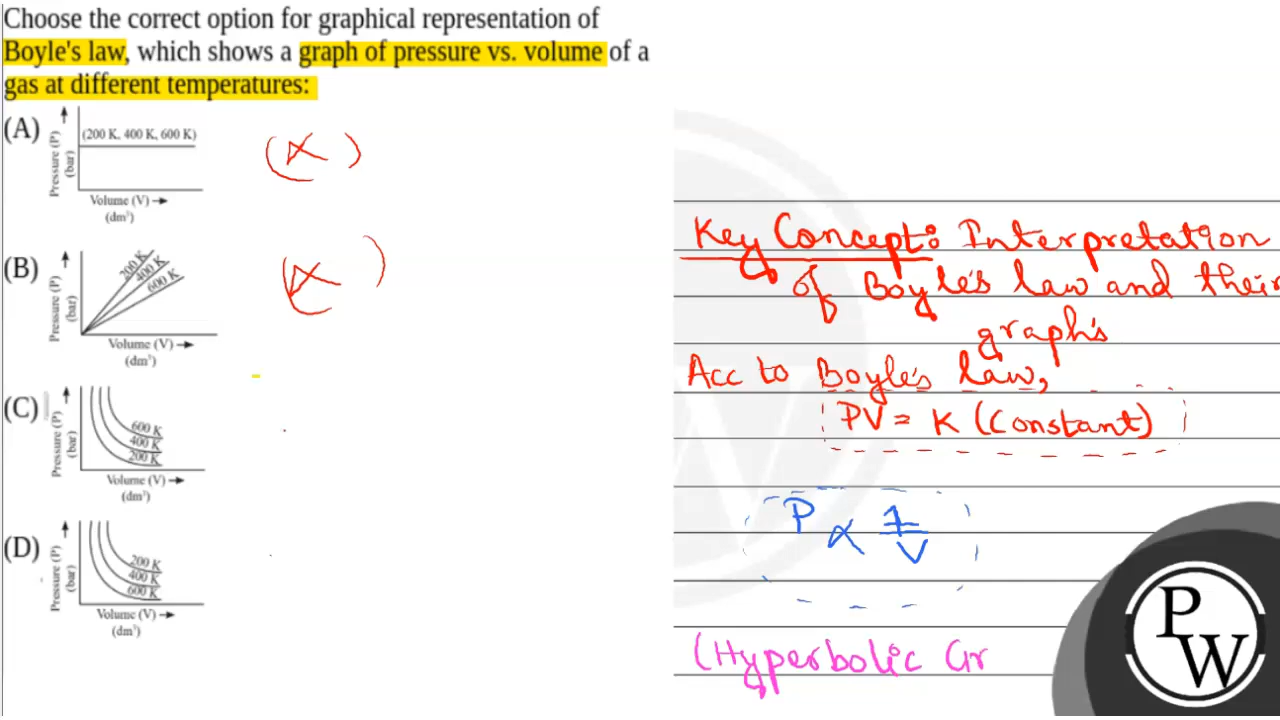 Choose the correct option for graphical representation of
Boyle's law, which shows a graph of pressure vs. volume of a
gas at different temperatures:
(A)
Pressure (P) (bar)
(200 K, 400 K, 600 K)
Volume (V)
(dm³)
(B)
Pressure (P) (bar)
200 K
400 K
600 K
Volume (V)
(dm³)
(C)
Pressure (P) (bar)
600 K
400 K
200 K
Volume (V)
(dm³)
(D)
Pressure (P) (bar)
200 K
400 K
600 K
Volume (V)
(dm³)
Key Concept: Interpretation
of Boyle's law and their
graph's
Acc to Boyle's law,
PV = K (Constant)
P ∝ 1/V
(Hyperbolic Gr
P
W